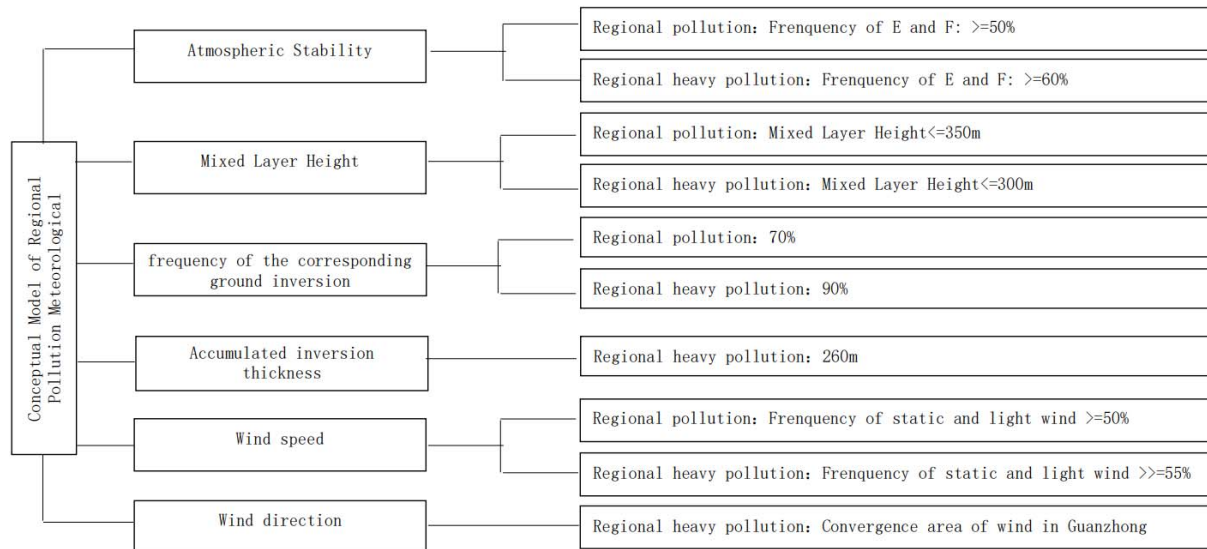 Conceptual Model of Regional
Pollution Meteorological
Atmospheric Stability
Regional pollution: Frenquency of E and F: >=50%
Regional heavy pollution: Frenquency of E and F: >=60%
Mixed Layer Height
Regional pollution: Mixed Layer Height<=350m
Regional heavy pollution: Mixed Layer Height<=300m
frequency of the corresponding
ground inversion
Regional pollution: 70%
Regional heavy pollution: 90%
Accumulated inversion
thickness
Regional heavy pollution: 260m
Wind speed
Regional pollution: Frenquency of static and light wind >=50%
Regional heavy pollution: Frenquency of static and light wind >>=55%
Wind direction
Regional heavy pollution: Convergence area of wind in Guanzhong